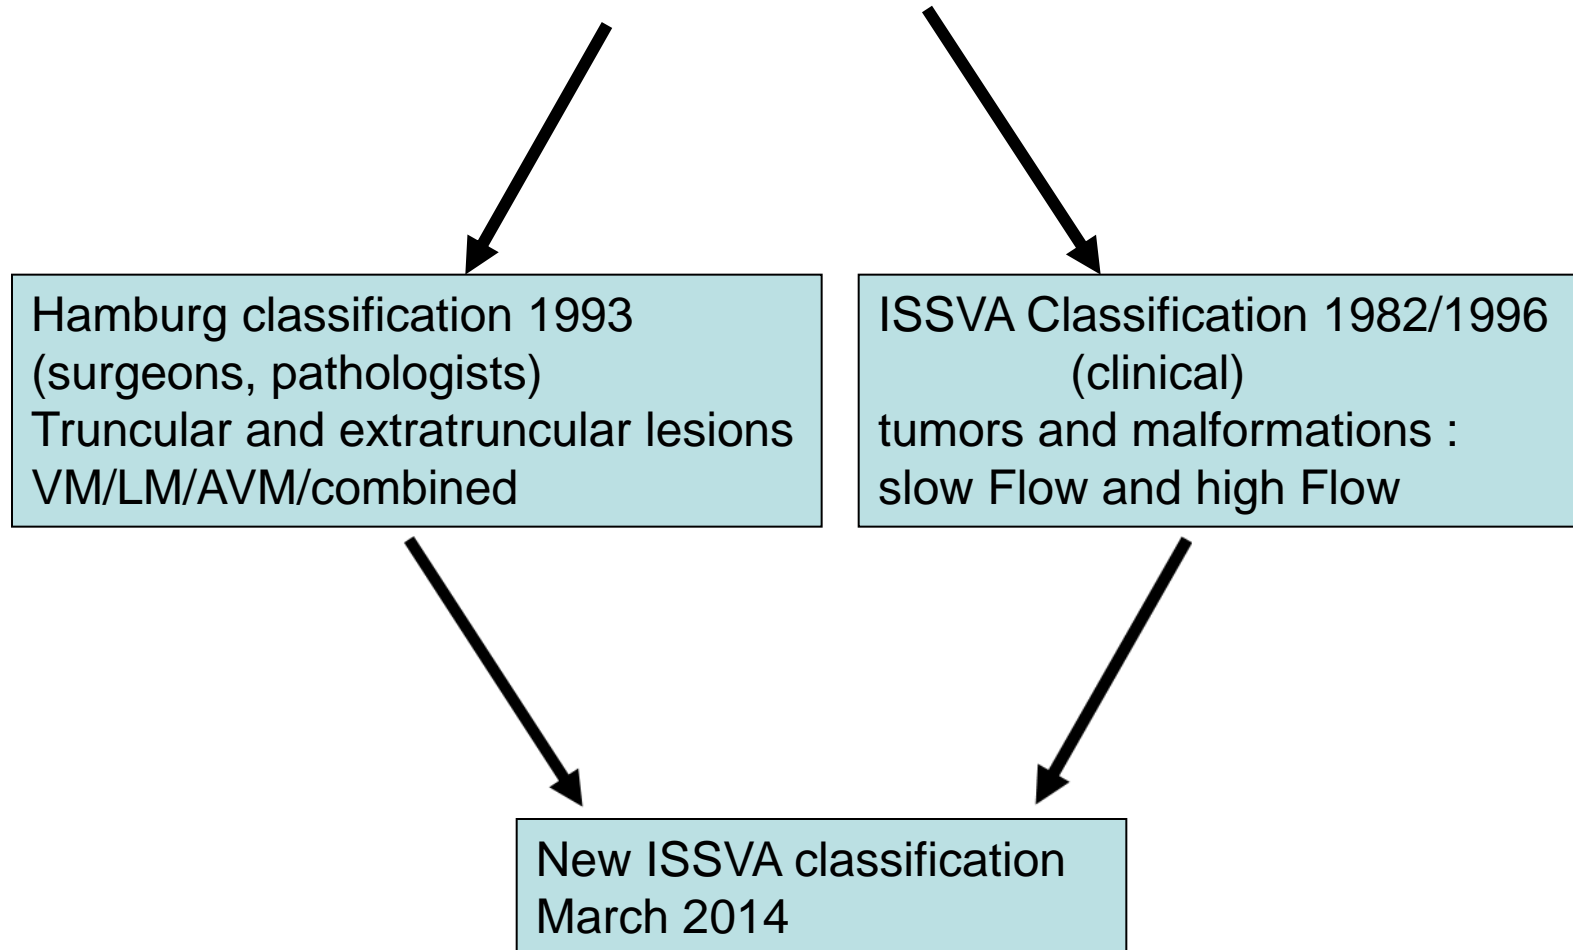 Hamburg classification 1993
(surgeons, pathologists)
Truncular and extratruncular lesions
VM/LM/AVM/combined
ISSVA Classification 1982/1996
(clinical)
tumors and malformations :
slow Flow and high Flow
New ISSVA classification
March 2014